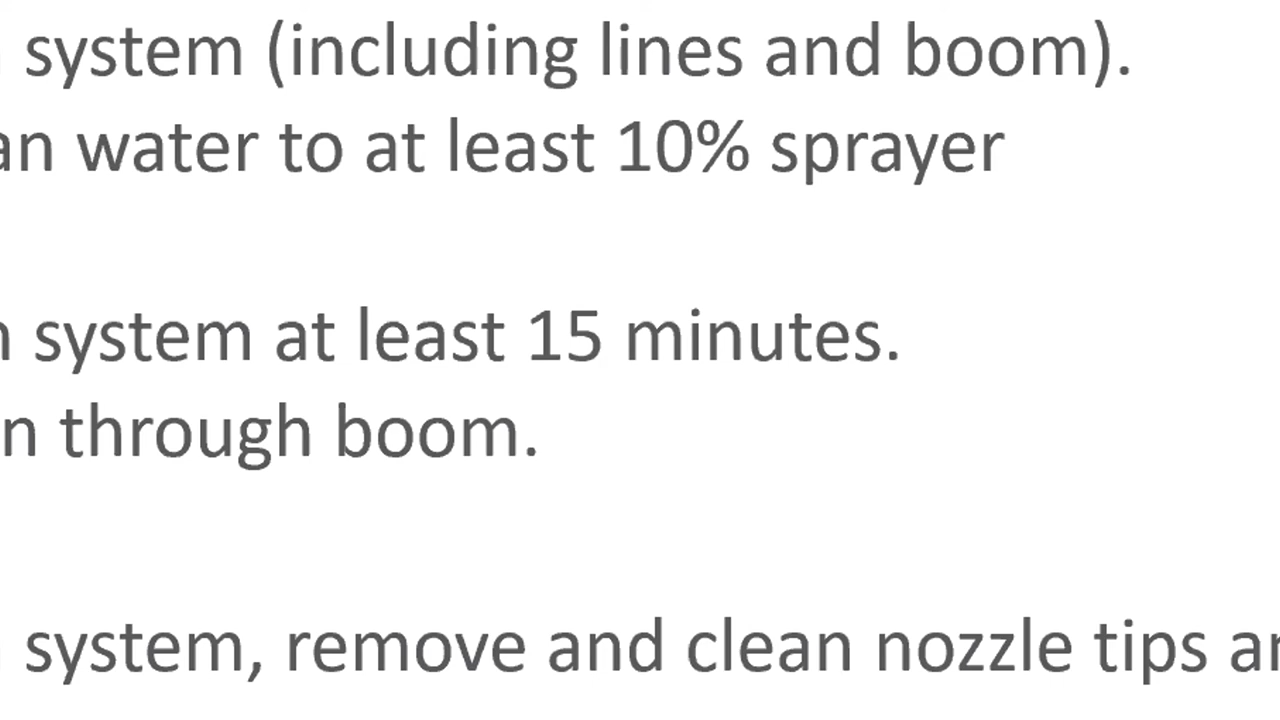 system (including lines and boom).
water to at least 10% sprayer
system at least 15 minutes.
through boom.
system, remove and clean nozzle tips